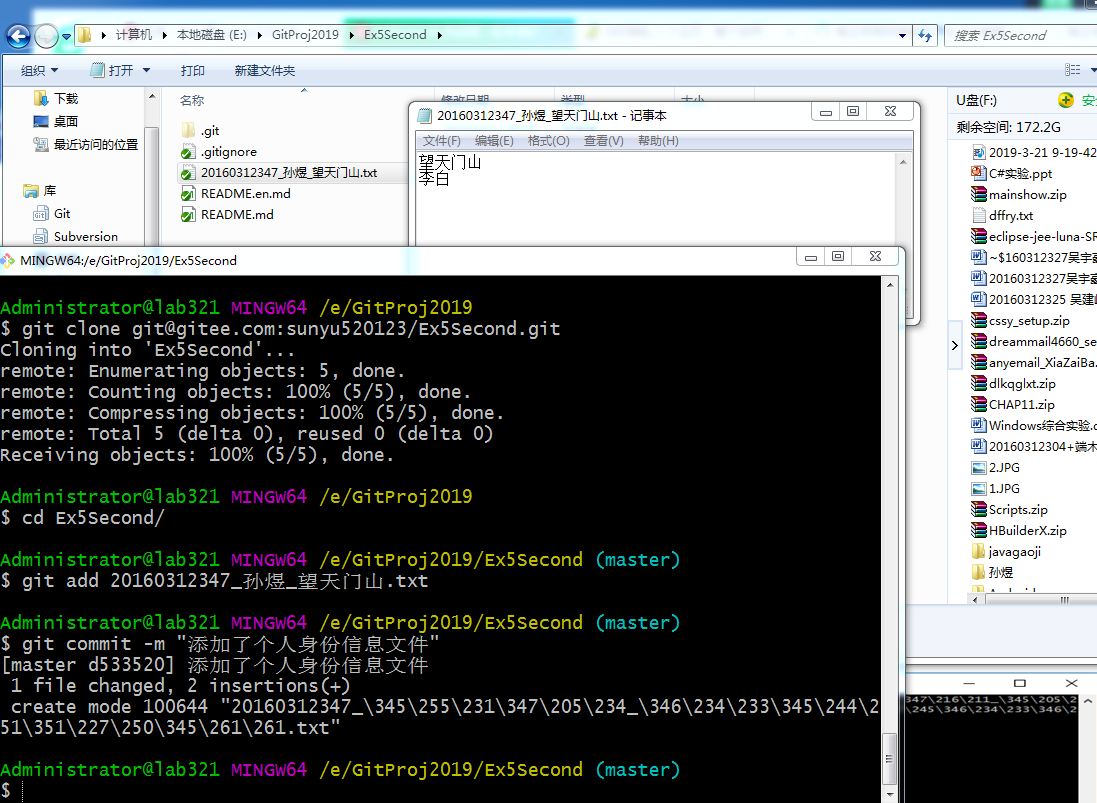 计算机 本地磁盘 (E:) GitProj2019 Ex5Second
搜索 Ex5Second
组织 打开 打印 新建文件夹
下载
桌面
最近访问的位置
库
Git
Subversion
名称 修改日期 类型 大小
.git
.gitignore
20160312347_孙煜_望天门山.txt
README.en.md
README.md
20160312347_孙煜_望天门山.txt - 记事本
文件(F) 编辑(E) 格式(O) 查看(V) 帮助(H)
望天门山
李白
U盘(F:)
剩余空间: 172.2G
2019-3-21 9-19-42
C#实验.ppt
mainshow.zip
dffry.txt
eclipse-jee-luna-SR
~$160312327吴宇
20160312327吴宇
20160312325 吴建
cssy_setup.zip
dreammail4660_se
anyemail_XiaZaiBa.
dlkqglxt.zip
CHAP11.zip
Windows综合实验.d
20160312304+端木
2.JPG
1.JPG
Scripts.zip
HBuilderX.zip
javagaoji
孙煜
MINGW64:/e/GitProj2019/Ex5Second
Administrator@lab321 MINGW64 /e/GitProj2019
$ git clone git@gitee.com:sunyu520123/Ex5Second.git
Cloning into 'Ex5Second'...
remote: Enumerating objects: 5, done.
remote: Counting objects: 100% (5/5), done.
remote: Compressing objects: 100% (5/5), done.
remote: Total 5 (delta 0), reused 0 (delta 0)
Receiving objects: 100% (5/5), done.
Administrator@lab321 MINGW64 /e/GitProj2019
$ cd Ex5Second/
Administrator@lab321 MINGW64 /e/GitProj2019/Ex5Second (master)
$ git add 20160312347_孙煜_望天门山.txt
Administrator@lab321 MINGW64 /e/GitProj2019/Ex5Second (master)
$ git commit -m "添加了个人身份信息文件"
[master d533520] 添加了个人身份信息文件
1 file changed, 2 insertions(+)
create mode 100644 "20160312347_\345\255\231\347\205\234_\346\234\233\345\244\2
51\351\227\250\345\261\261.txt"
Administrator@lab321 MINGW64 /e/GitProj2019/Ex5Second (master)
$